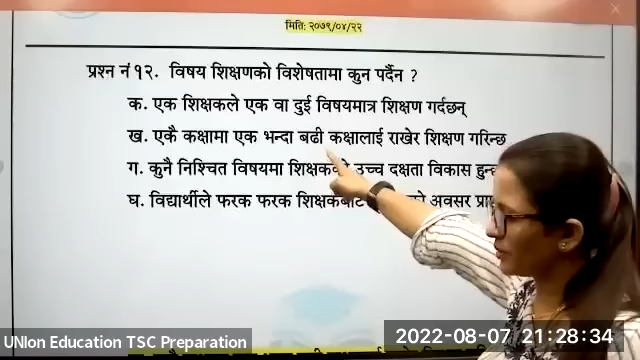 मिति: २०७९/०४/२२
प्रश्न नं १२. विषय शिक्षणको विशेषतामा कुन पर्दैन ?
क. एक शिक्षकले एक वा दुई विषयमात्र शिक्षण गर्दछन्
ख. एकै कक्षामा एक भन्दा बढी कक्षालाई राखेर शिक्षण गरिन्छ
ग. कुनै निश्चित विषयमा उच्च दक्षता विकास
घ. विद्यार्थीले फरक फरक अवसर
UNIon Education TSC Preparation
2022-08-07 21:28:34